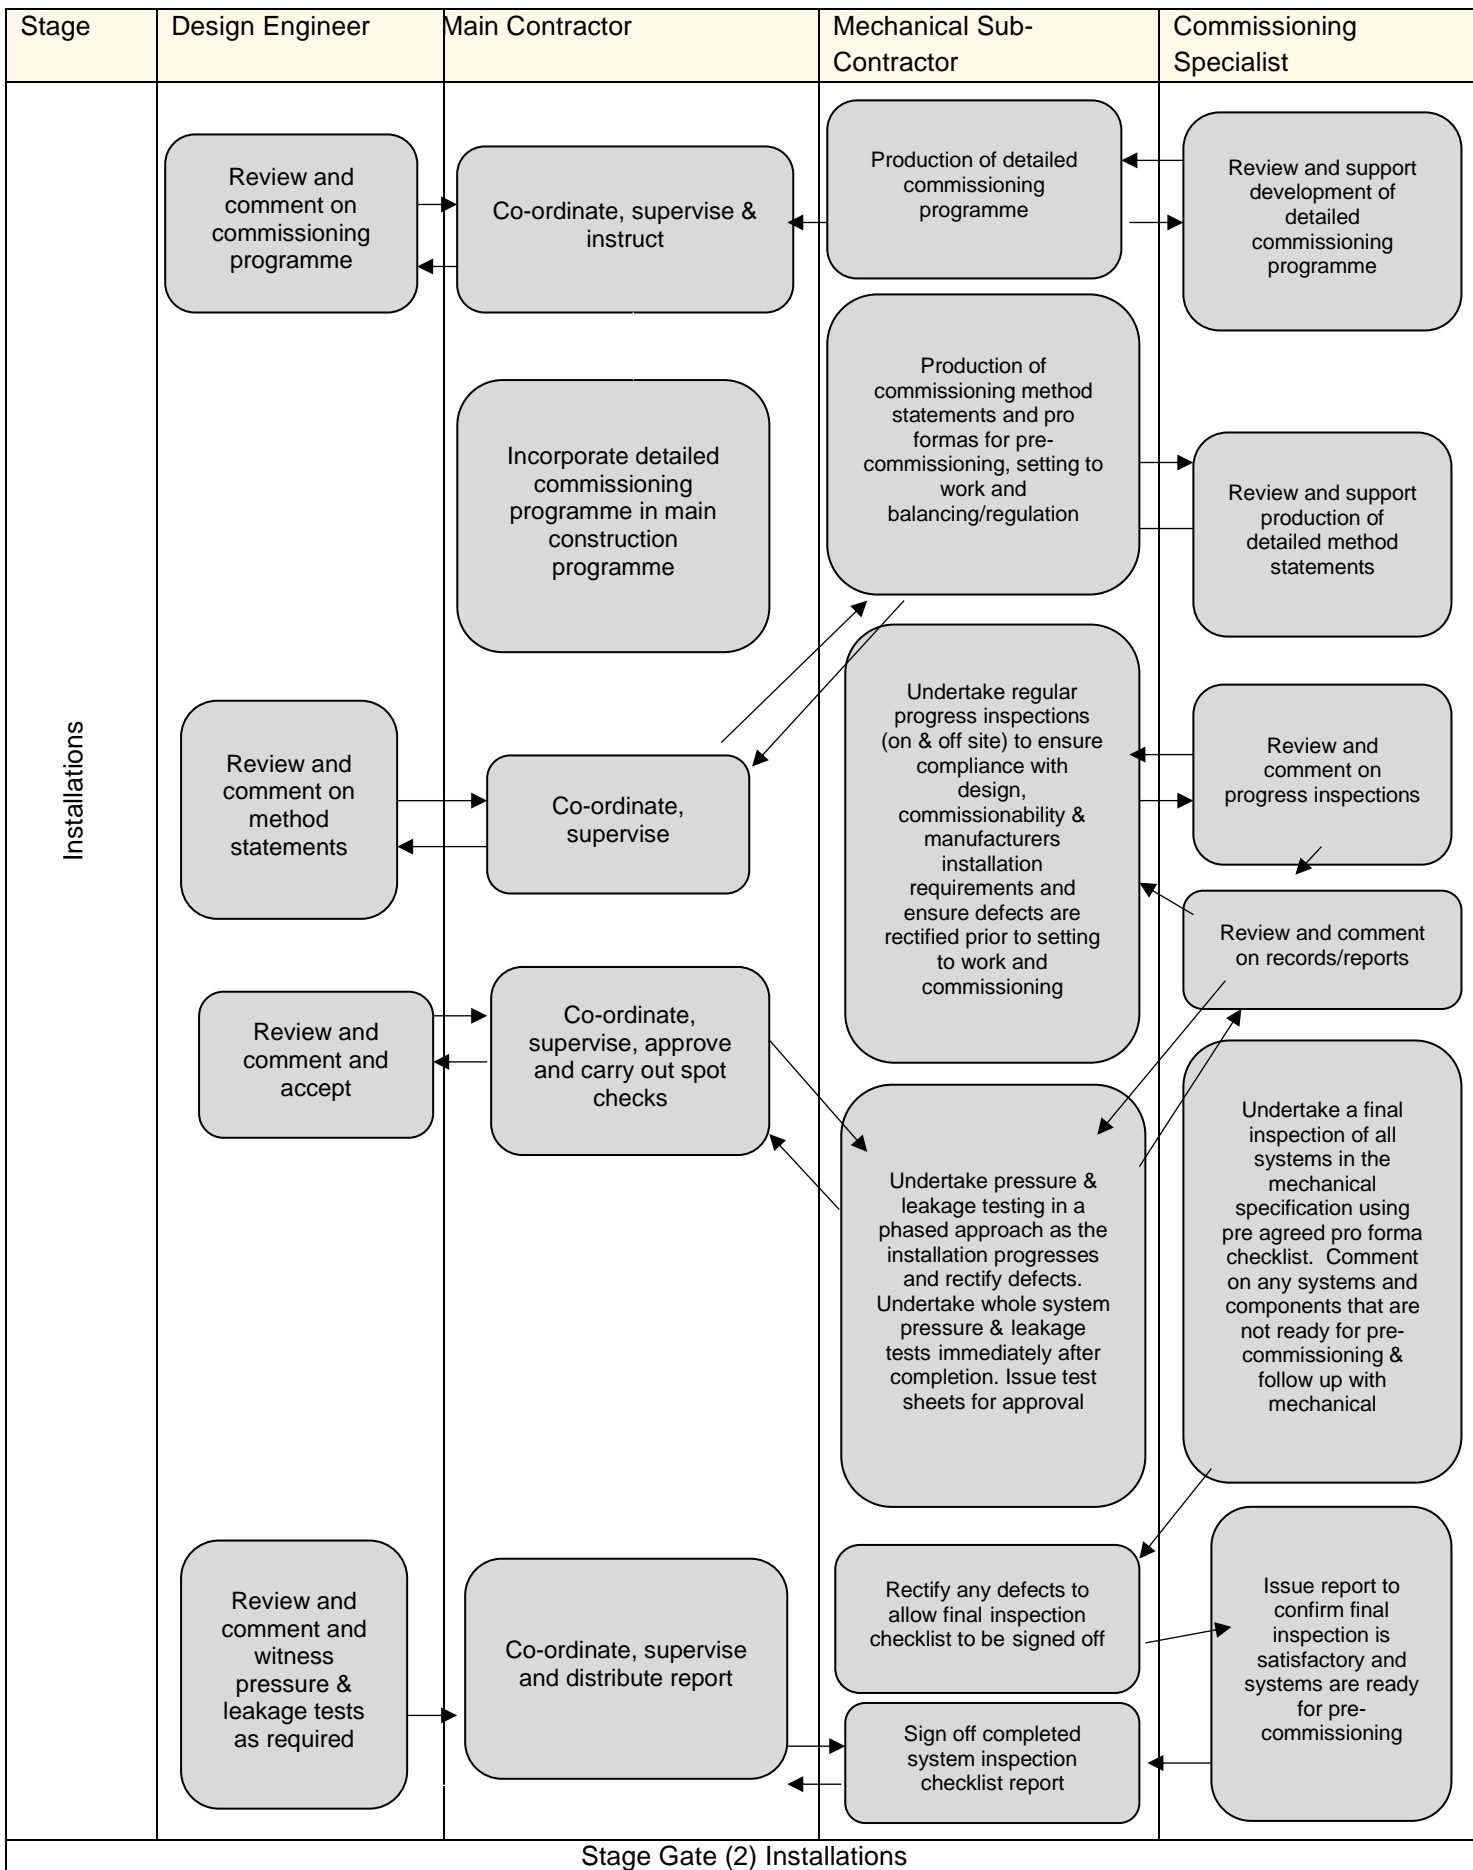 Stage
Design Engineer
Main Contractor
Mechanical Sub-
Contractor
Commissioning
Specialist
Installations
Review and
comment on
commissioning
programme
Co-ordinate, supervise &
instruct
Production of detailed
commissioning
programme
Review and support
development of
detailed
commissioning
programme
Incorporate detailed
commissioning
programme in main
construction
programme
Production of
commissioning method
statements and pro
formas for pre-
commissioning, setting to
work and
balancing/regulation
Review and support
production of
detailed method
statements
Review and
comment on
method
statements
Co-ordinate,
supervise
Undertake regular
progress inspections
(on & off site) to ensure
compliance with
design,
commissionability &
manufacturers
installation
requirements and
ensure defects are
rectified prior to setting
to work and
commissioning
Review and
comment on
progress inspections
Review and comment
on records/reports
Review and
comment and
accept
Co-ordinate,
supervise, approve
and carry out spot
checks
Undertake pressure &
leakage testing in a
phased approach as the
installation progresses
and rectify defects.
Undertake whole system
pressure & leakage
tests immediately after
completion. Issue test
sheets for approval
Undertake a final
inspection of all
systems in the
mechanical
specification using
pre agreed pro forma
checklist.  Comment
on any systems and
components that are
not ready for pre-
commissioning &
follow up with
mechanical
Review and
comment and
witness
pressure &
leakage tests
as required
Co-ordinate, supervise
and distribute report
Rectify any defects to
allow final inspection
checklist to be signed off
Issue report to
confirm final
inspection is
satisfactory and
systems are ready
for pre-
commissioning
Sign off completed
system inspection
checklist report
Stage Gate (2) Installations